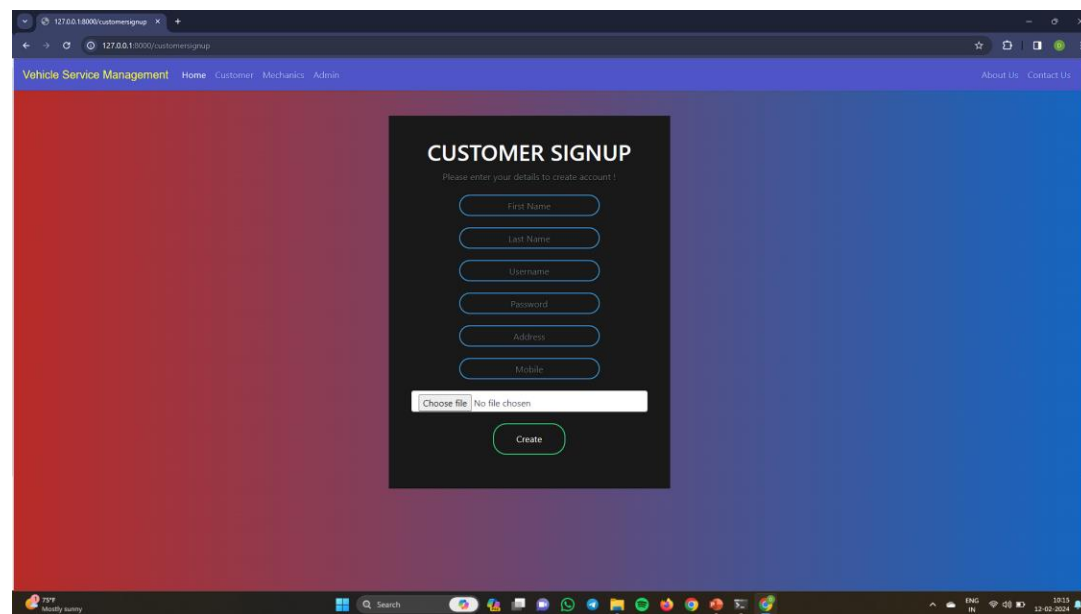 127.0.0.1:8000/customersignup
127.0.0.1:8000/customersignup
Vehicle Service Management Home Customer Mechanics Admin About Us Contact Us
CUSTOMER SIGNUP
Please enter your details to create account !
First Name
Last Name
Username
Password
Address
Mobile
Choose file No file chosen
Create
75°F
Mostly sunny
Search
ENG
IN
10:15
12-02-2024